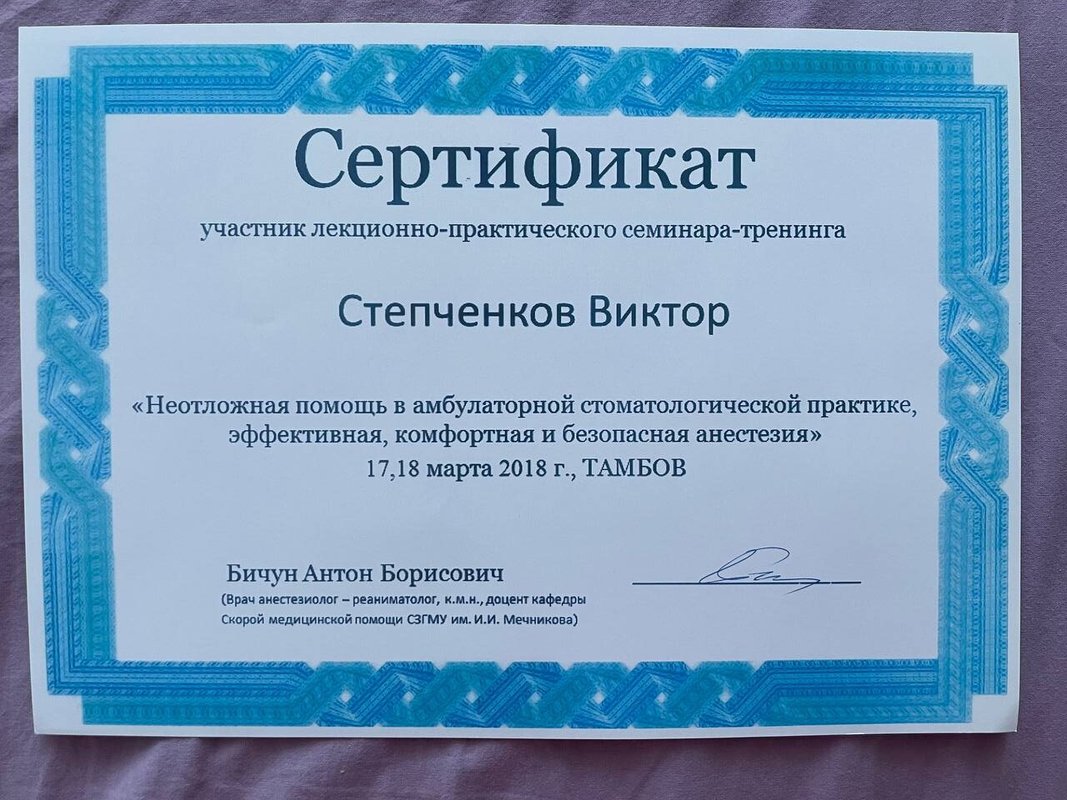 Сертификат
участник лекционно-практического семинара-тренинга
Степченков Виктор
«Неотложная помощь в амбулаторной стоматологической практике,
эффективная, комфортная и безопасная анестезия»
17,18 марта 2018 г., ТАМБОВ
Бичун Антон Борисович
(Врач анестезиолог – реаниматолог, к.м.н., доцент кафедры
Скорой медицинской помощи СЗГМУ им. И.И. Мечникова)